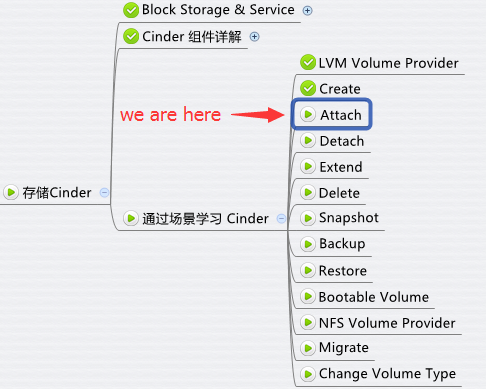 Block Storage & Service
Cinder 组件详解
LVM Volume Provider
Create
we are here
Attach
Detach
Extend
存储Cinder
Delete
通过场景学习 Cinder
Snapshot
Backup
Restore
Bootable Volume
NFS Volume Provider
Migrate
Change Volume Type